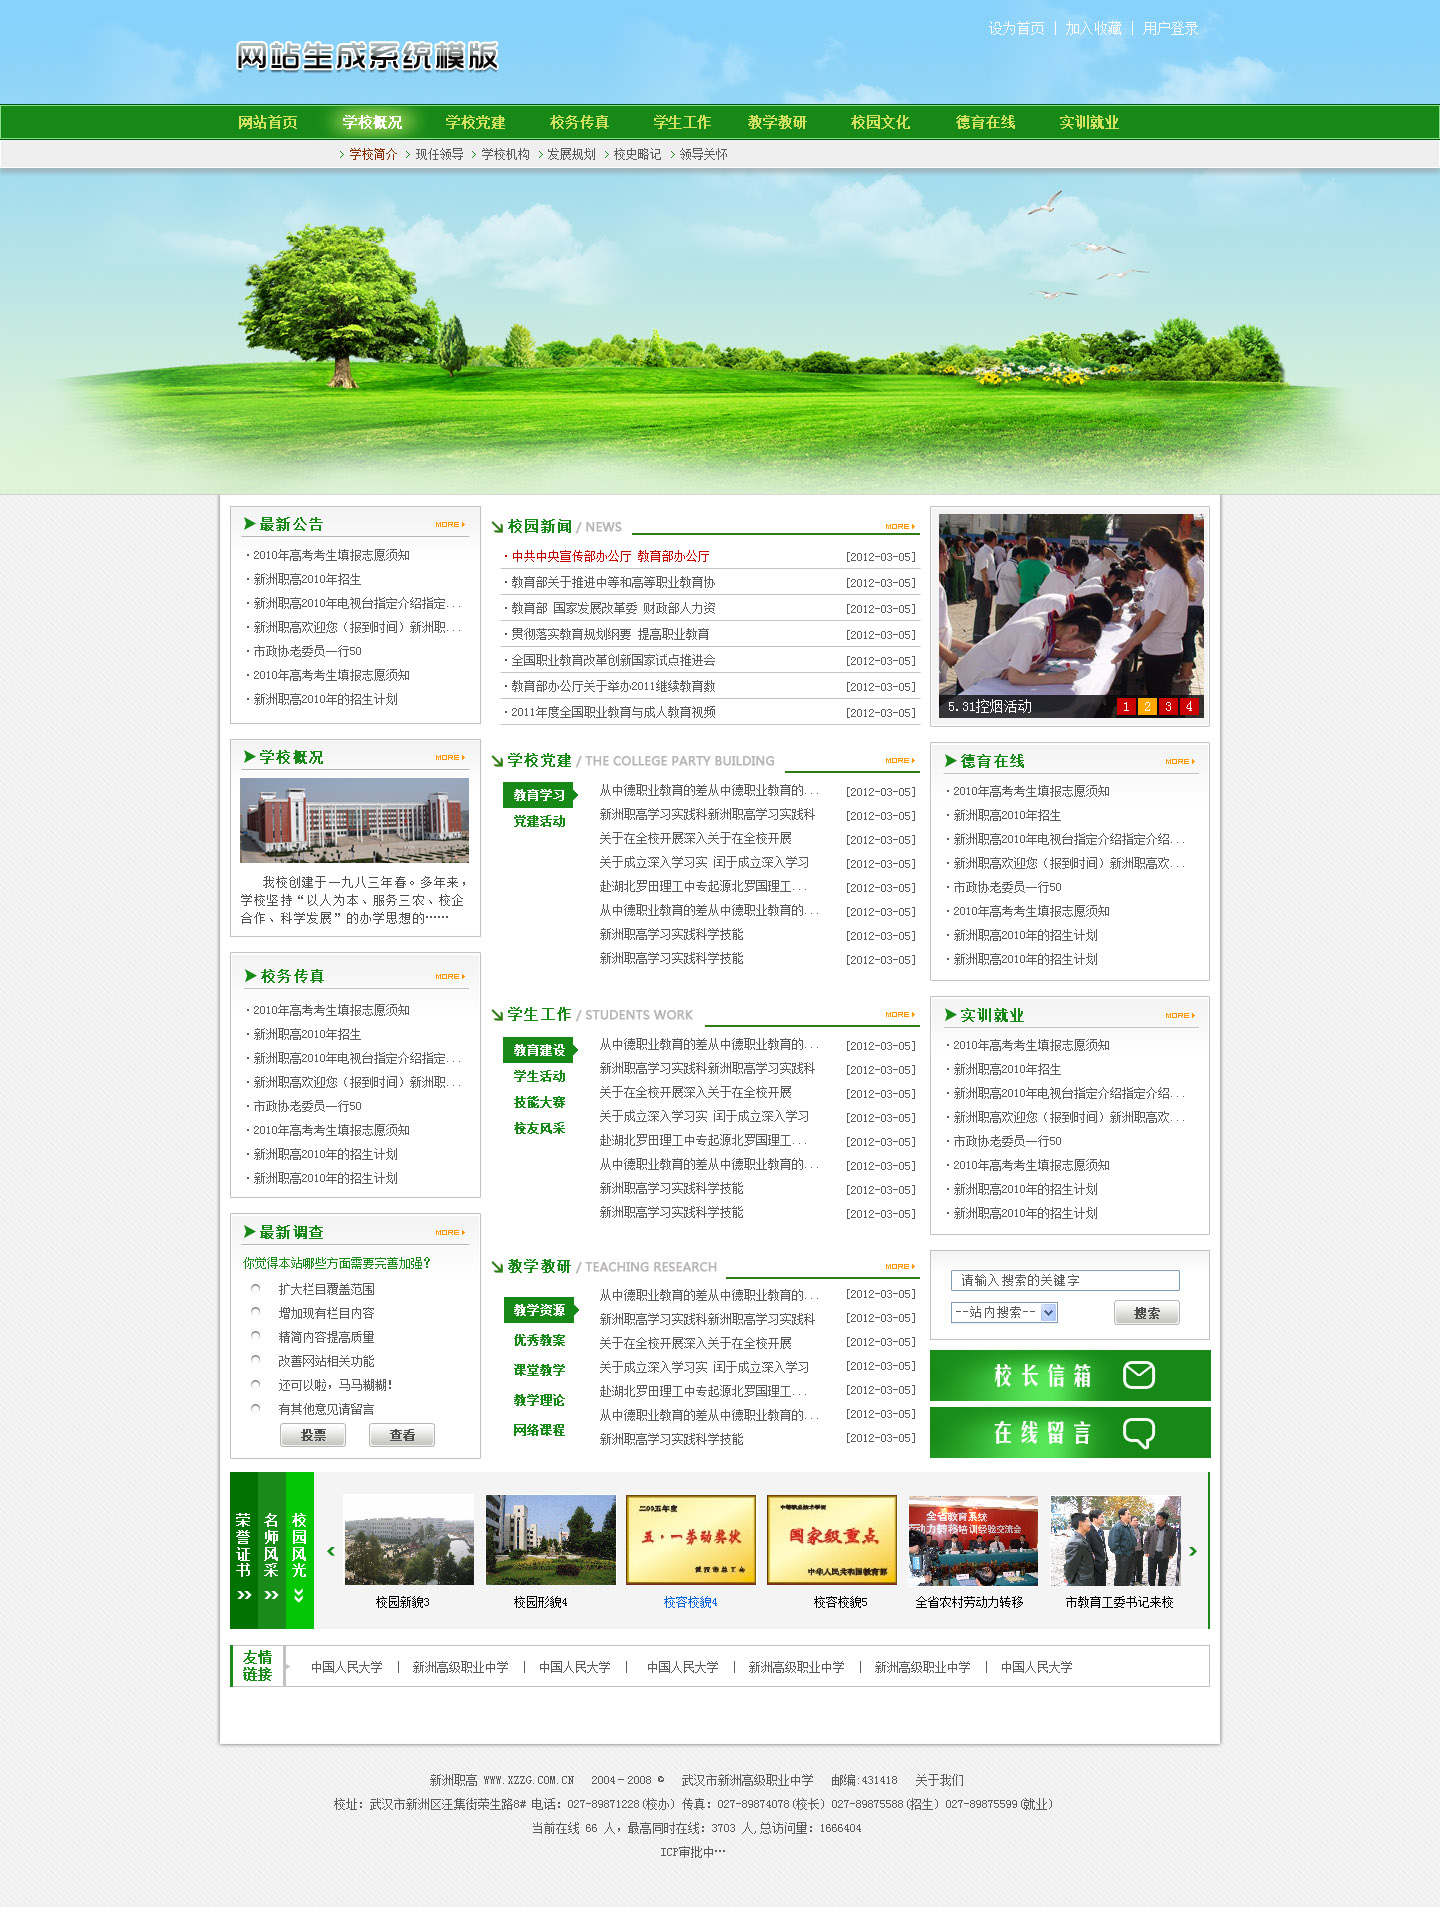 设为首页 | 加入收藏 | 用户登录
网站生成系统模版
网站首页 学校概况 学校党建 校务传真 学生工作 教学教研 校园文化 德育在线 实训就业
学校简介 现任领导 学校机构 发展规划 校史略记 领导关怀
最新公告 MORE
·2010年高考考生填报志愿须知
·新洲职高2010年招生
·新洲职高2010年电视台指定介绍指定...
·新洲职高欢迎您（报到时间）新洲职...
·市政协老委员一行50
·2010年高考考生填报志愿须知
·新洲职高2010年的招生计划
学校概况 MORE
我校创建于一九八三年春。多年来，
学校坚持“以人为本、服务三农、校企
合作、科学发展”的办学思想的……
校务传真 MORE
·2010年高考考生填报志愿须知
·新洲职高2010年招生
·新洲职高2010年电视台指定介绍指定...
·新洲职高欢迎您（报到时间）新洲职...
·市政协老委员一行50
·2010年高考考生填报志愿须知
·新洲职高2010年的招生计划
·新洲职高2010年的招生计划
最新调查 MORE
你觉得本站哪些方面需要完善加强？
扩大栏目覆盖范围
增加现有栏目内容
精简内容提高质量
改善网站相关功能
还可以啦，马马糊糊！
有其他意见请留言
投票 查看
校园新闻 / NEWS MORE
·中共中央宣传部办公厅 教育部办公厅 [2012-03-05]
·教育部关于推进中等和高等职业教育协 [2012-03-05]
·教育部 国家发展改革委 财政部人力资 [2012-03-05]
·贯彻落实教育规划纲要 提高职业教育 [2012-03-05]
·全国职业教育改革创新国家试点推进会 [2012-03-05]
·教育部办公厅关于举办2011继续教育数 [2012-03-05]
·2011年度全国职业教育与成人教育视频 [2012-03-05]
学校党建 / THE COLLEGE PARTY BUILDING MORE
教育学习
党建活动
从中德职业教育的差从中德职业教育的... [2012-03-05]
新洲职高学习实践科新洲职高学习实践科 [2012-03-05]
关于在全校开展深入关于在全校开展 [2012-03-05]
关于成立深入学习实 闰于成立深入学习 [2012-03-05]
赴湖北罗田理工中专起源北罗国理工... [2012-03-05]
从中德职业教育的差从中德职业教育的... [2012-03-05]
新洲职高学习实践科学技能 [2012-03-05]
新洲职高学习实践科学技能 [2012-03-05]
学生工作 / STUDENTS WORK MORE
教育建设
学生活动
技能大赛
校友风采
从中德职业教育的差从中德职业教育的... [2012-03-05]
新洲职高学习实践科新洲职高学习实践科 [2012-03-05]
关于在全校开展深入关于在全校开展 [2012-03-05]
关于成立深入学习实 闰于成立深入学习 [2012-03-05]
赴湖北罗田理工中专起源北罗国理工... [2012-03-05]
从中德职业教育的差从中德职业教育的... [2012-03-05]
新洲职高学习实践科学技能 [2012-03-05]
新洲职高学习实践科学技能 [2012-03-05]
教学教研 / TEACHING RESEARCH MORE
教学资源
优秀教案
课堂教学
教学理论
网络课程
从中德职业教育的差从中德职业教育的... [2012-03-05]
新洲职高学习实践科新洲职高学习实践科 [2012-03-05]
关于在全校开展深入关于在全校开展 [2012-03-05]
关于成立深入学习实 闰于成立深入学习 [2012-03-05]
赴湖北罗田理工中专起源北罗国理工... [2012-03-05]
从中德职业教育的差从中德职业教育的... [2012-03-05]
新洲职高学习实践科学技能 [2012-03-05]
5.31控烟活动 1 2 3 4
德育在线 MORE
·2010年高考考生填报志愿须知
·新洲职高2010年招生
·新洲职高2010年电视台指定介绍指定介绍...
·新洲职高欢迎您（报到时间）新洲职高欢...
·市政协老委员一行50
·2010年高考考生填报志愿须知
·新洲职高2010年的招生计划
·新洲职高2010年的招生计划
实训就业 MORE
·2010年高考考生填报志愿须知
·新洲职高2010年招生
·新洲职高2010年电视台指定介绍指定介绍...
·新洲职高欢迎您（报到时间）新洲职高欢...
·市政协老委员一行50
·2010年高考考生填报志愿须知
·新洲职高2010年的招生计划
·新洲职高2010年的招生计划
请输入搜索的关键字
--站内搜索-- 搜索
校长信箱
在线留言
荣誉证书
名师风采
校园风光
二00五年度
五·一劳动奖状
武汉市总工会
国家级重点
中华人民共和国教育部
全省教育系统
动力转移培训经验交流会
校园新貌3 校园形貌4 校容校貌4 校容校貌5 全省农村劳动力转移 市教育工委书记来校
友情
链接
中国人民大学 | 新洲高级职业中学 | 中国人民大学 | 中国人民大学 | 新洲高级职业中学 | 新洲高级职业中学 | 中国人民大学
新洲职高 WWW.XZZG.COM.CN 2004-2008 © 武汉市新洲高级职业中学 邮编:431418 关于我们
校址：武汉市新洲区汪集街荣生路8# 电话：027-89871228(校办）传真：027-89874078(校长）027-89875588(招生）027-89875599(就业）
当前在线 66 人，最高同时在线：3703 人,总访问量：1666404
ICP审批中…